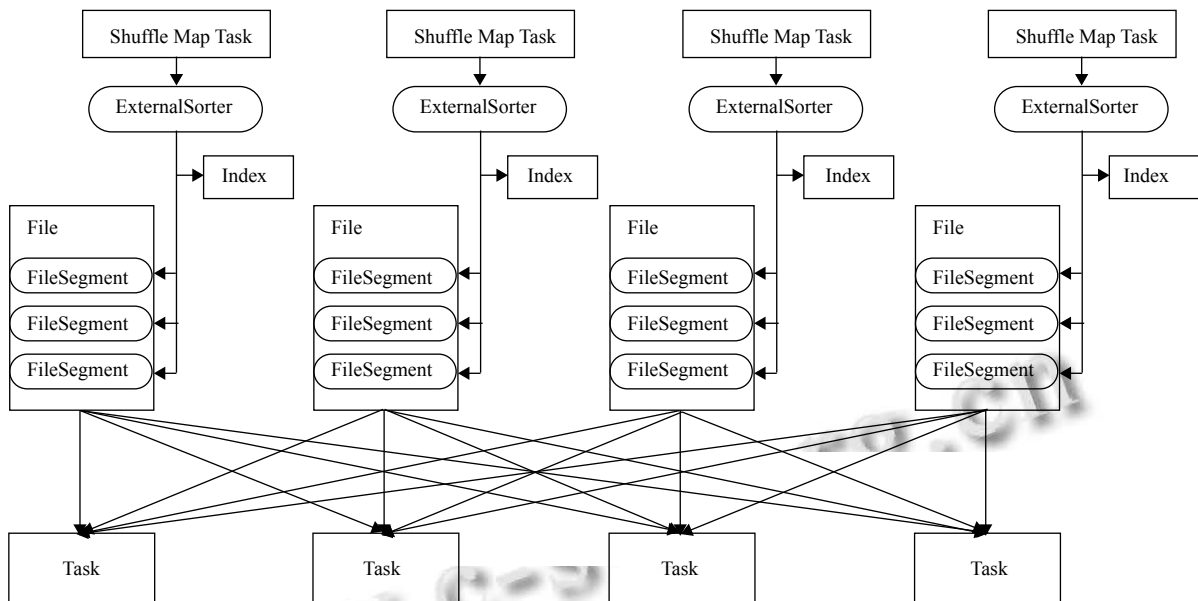 Shuffle Map Task
Shuffle Map Task
Shuffle Map Task
Shuffle Map Task
ExternalSorter
ExternalSorter
ExternalSorter
ExternalSorter
Index
Index
Index
Index
File
File
File
File
FileSegment
FileSegment
FileSegment
FileSegment
FileSegment
FileSegment
FileSegment
FileSegment
FileSegment
FileSegment
FileSegment
FileSegment
Task
Task
Task
Task